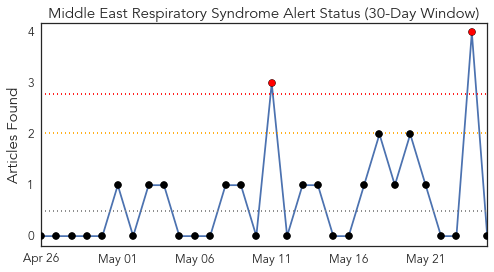 Middle East Respiratory Syndrome Alert Status (30-Day Window)
Articles Found
4
3
2
1
0
Apr 26
May 01
May 06
May 11
May 16
May 21